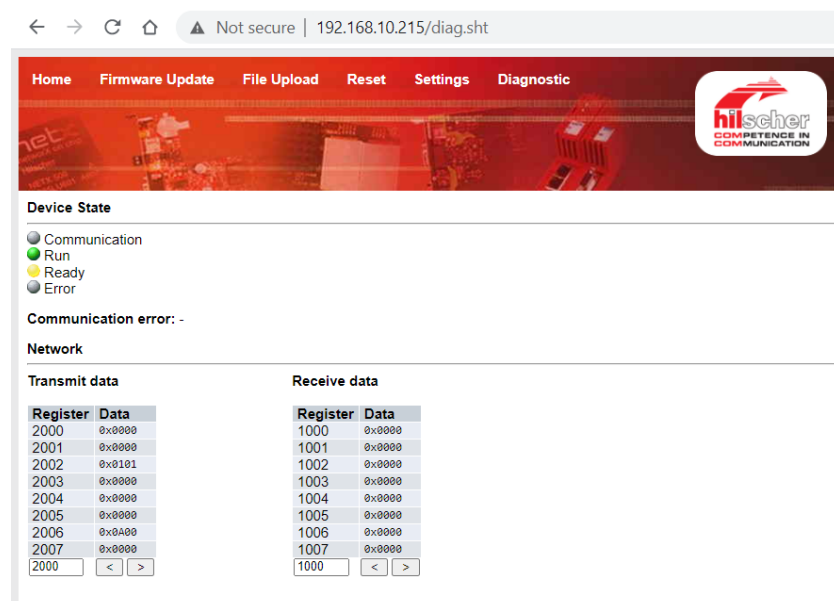 Not secure | 192.168.10.215/diag.sht
Home Firmware Update File Upload Reset Settings Diagnostic
hilscher
COMPETENCE IN
COMMUNICATION
Device State
Communication
Run
Ready
Error
Communication error: -
Network
Transmit data Receive data
Register Data Register Data
2000 0x0000 1000 0x0000
2001 0x0000 1001 0x0000
2002 0x0101 1002 0x0000
2003 0x0000 1003 0x0000
2004 0x0000 1004 0x0000
2005 0x0000 1005 0x0000
2006 0x0A00 1006 0x0000
2007 0x0000 1007 0x0000
2000 < > 1000 < >